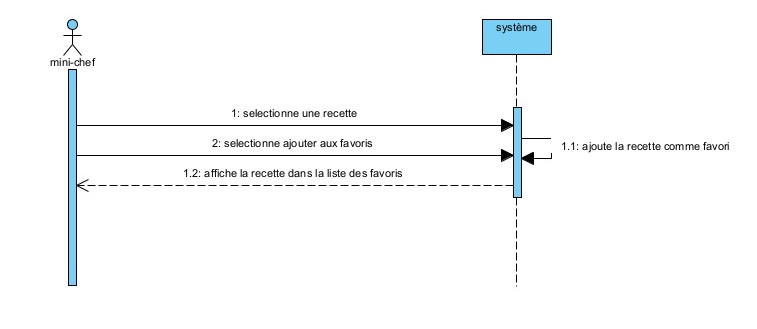 système
mini-chef
1: selectionne une recette
2: selectionne ajouter aux favoris
1.1: ajoute la recette comme favori
1.2: affiche la recette dans la liste des favoris